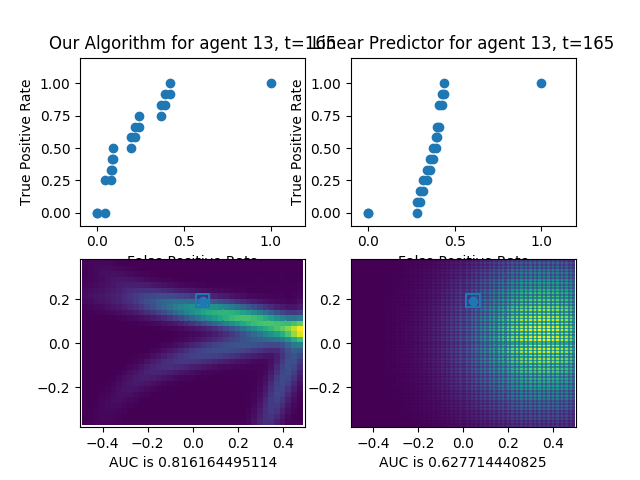 Our Algorithm for agent 13, t=165
Linear Predictor for agent 13, t=165
True Positive Rate
1.00
0.75
0.50
0.25
0.00
0.0 0.5 1.0
False Positive Rate
True Positive Rate
1.00
0.75
0.50
0.25
0.00
0.0 0.5 1.0
False Positive Rate
0.2
0.0
−0.2
−0.4 −0.2 0.0 0.2 0.4
AUC is 0.816164495114
0.2
0.0
−0.2
−0.4 −0.2 0.0 0.2 0.4
AUC is 0.627714440825